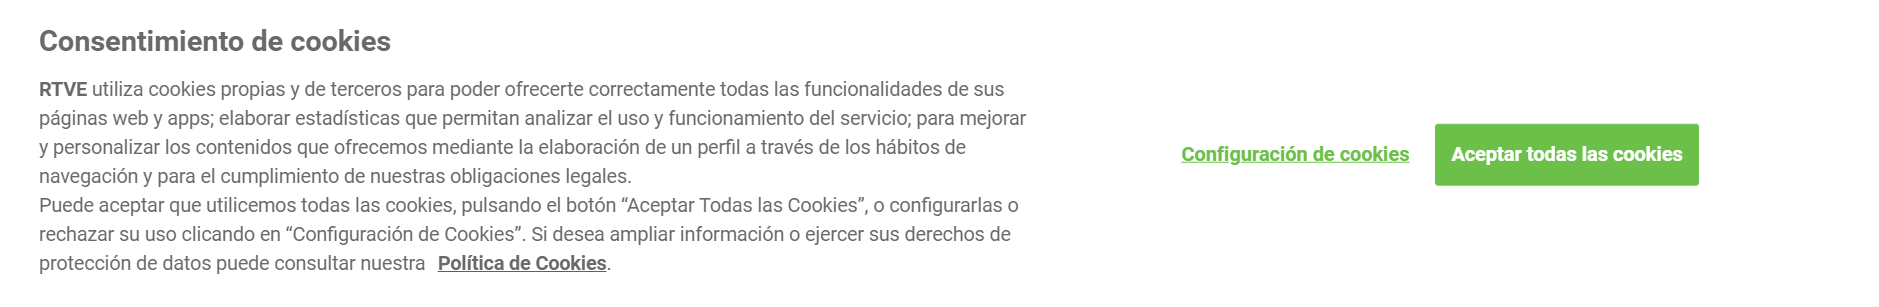 Consentimiento de cookies
RTVE utiliza cookies propias y de terceros para poder ofrecerte correctamente todas las funcionalidades de sus
páginas web y apps; elaborar estadísticas que permitan analizar el uso y funcionamiento del servicio; para mejorar
y personalizar los contenidos que ofrecemos mediante la elaboración de un perfil a través de los hábitos de
navegación y para el cumplimiento de nuestras obligaciones legales.
Puede aceptar que utilicemos todas las cookies, pulsando el botón “Aceptar Todas las Cookies”, o configurarlas o
rechazar su uso clicando en “Configuración de Cookies”. Si desea ampliar información o ejercer sus derechos de
protección de datos puede consultar nuestra Política de Cookies.
Configuración de cookies
Aceptar todas las cookies